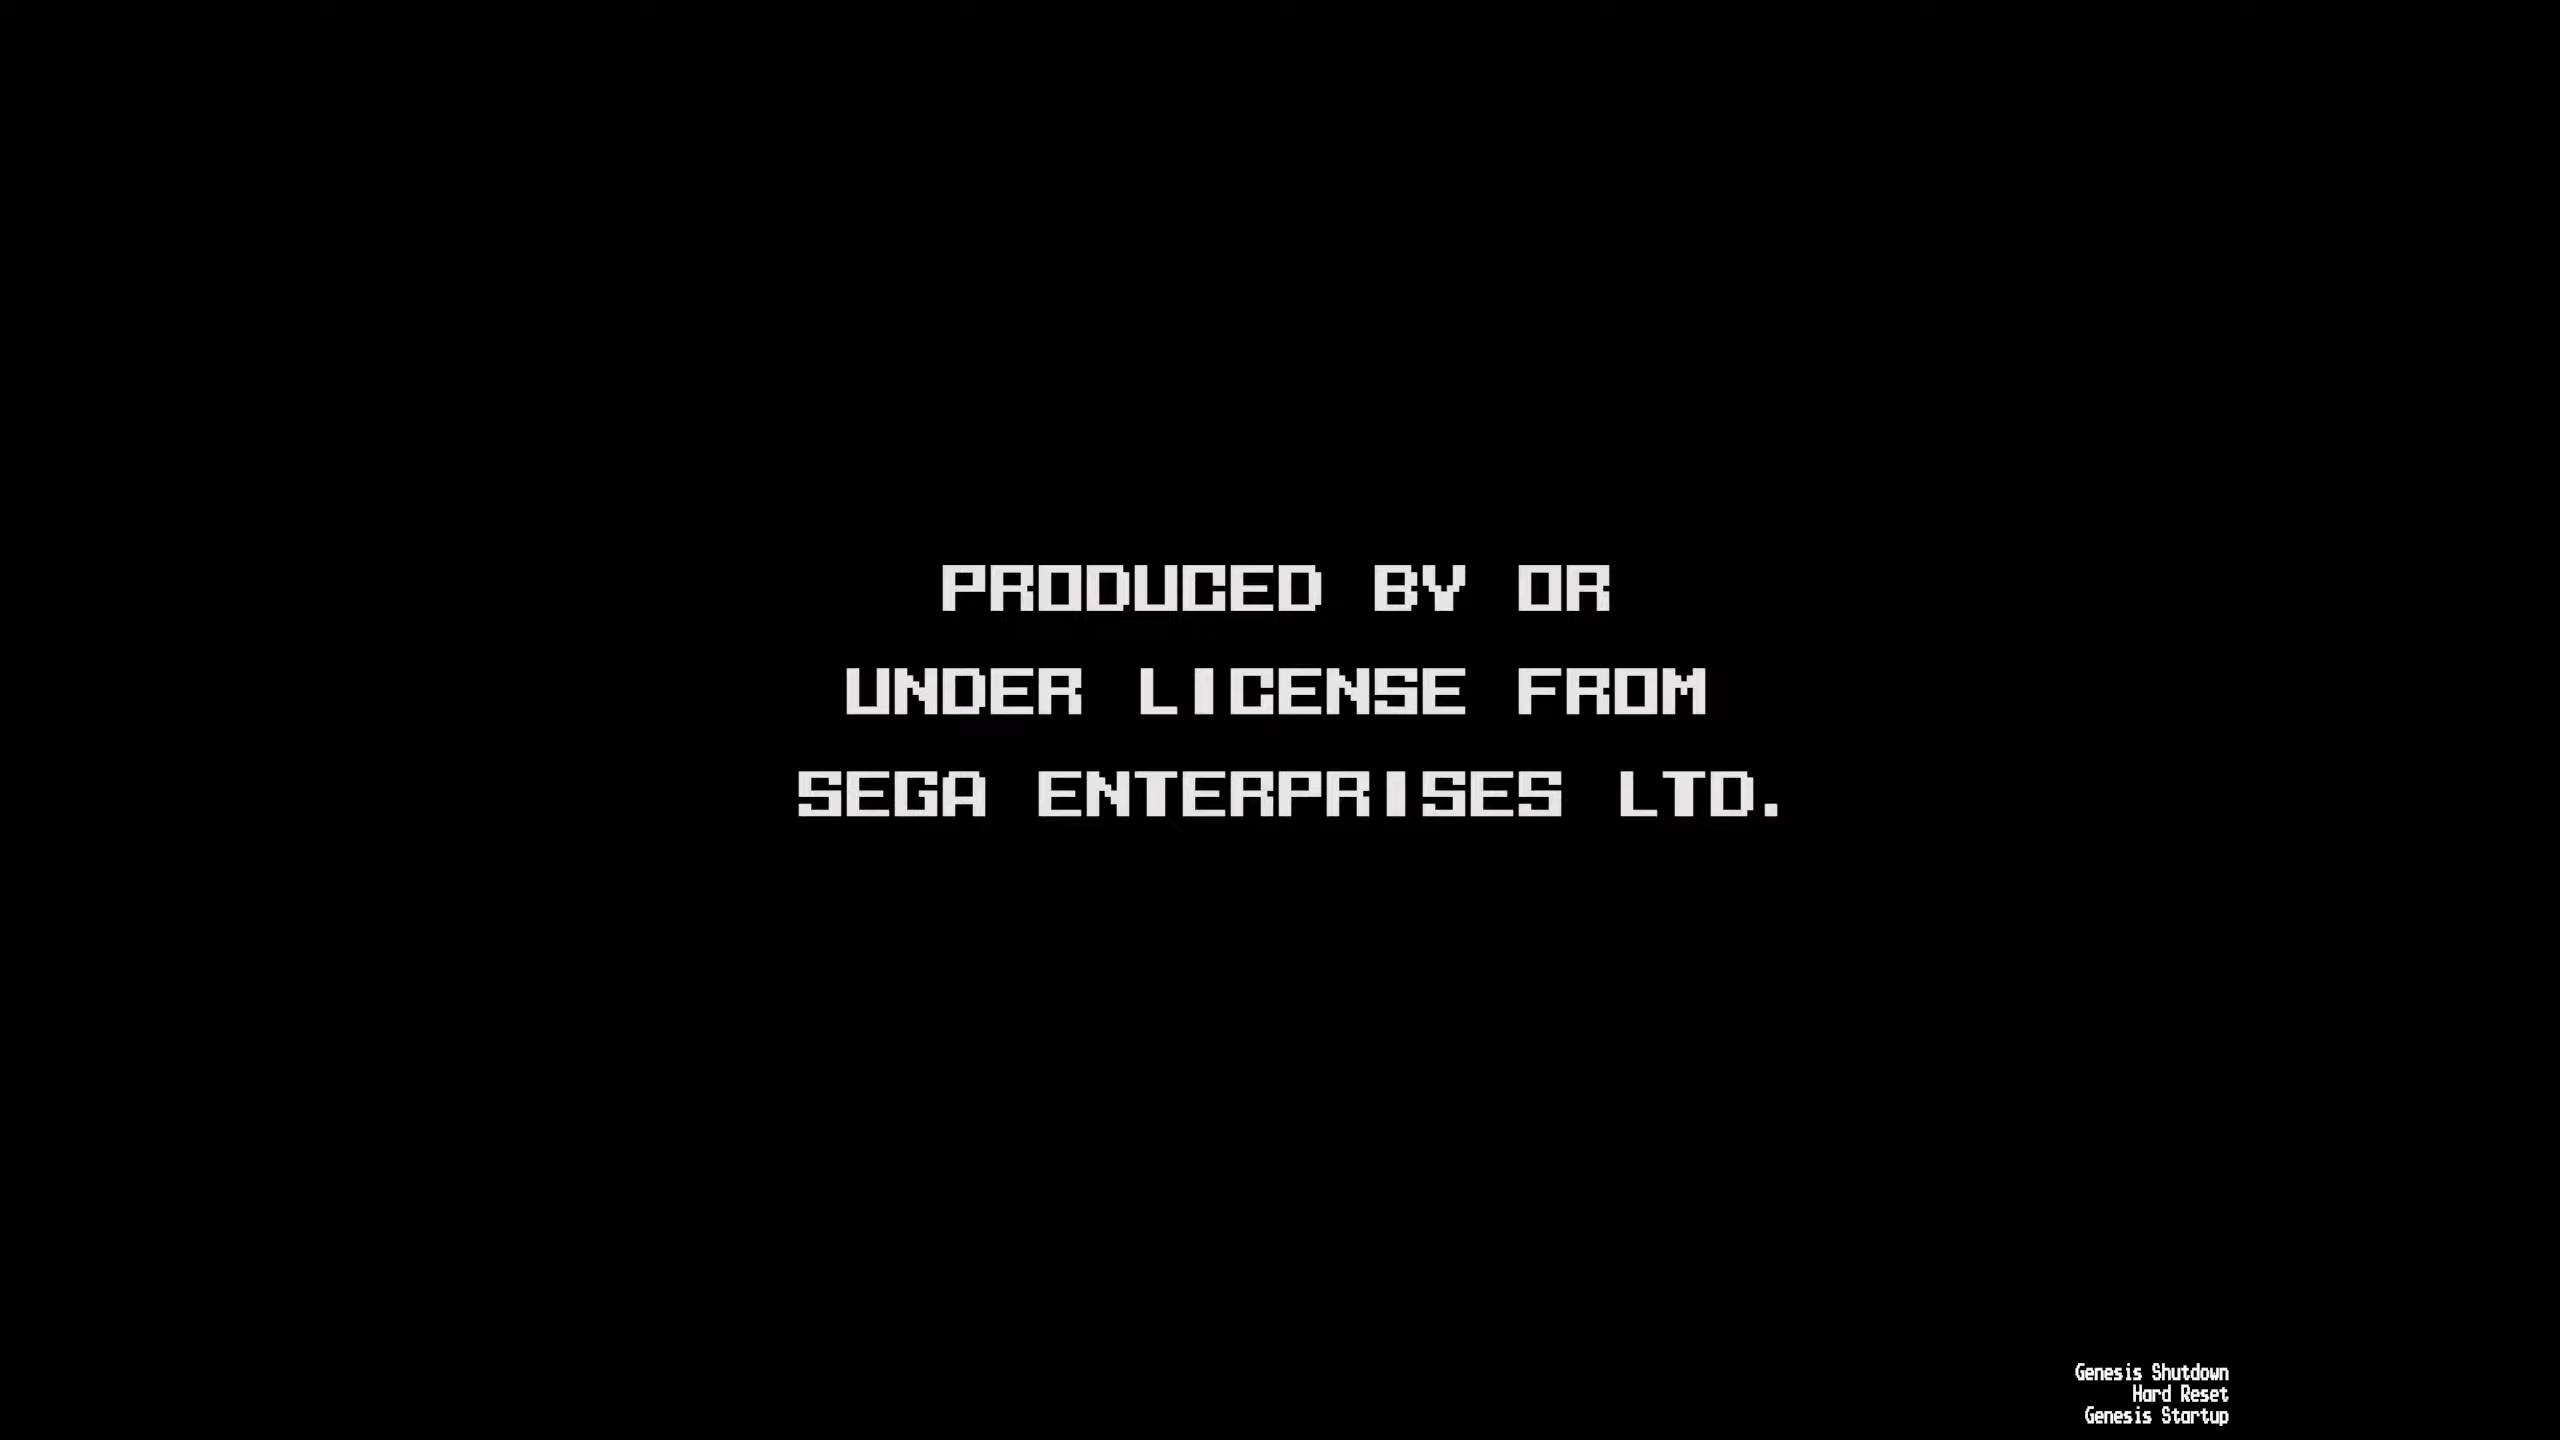 PRODUCED BY OR
UNDER LICENSE FROM
SEGA ENTERPRISES LTD.
Genesis Shutdown
Hard Reset
Genesis Startup